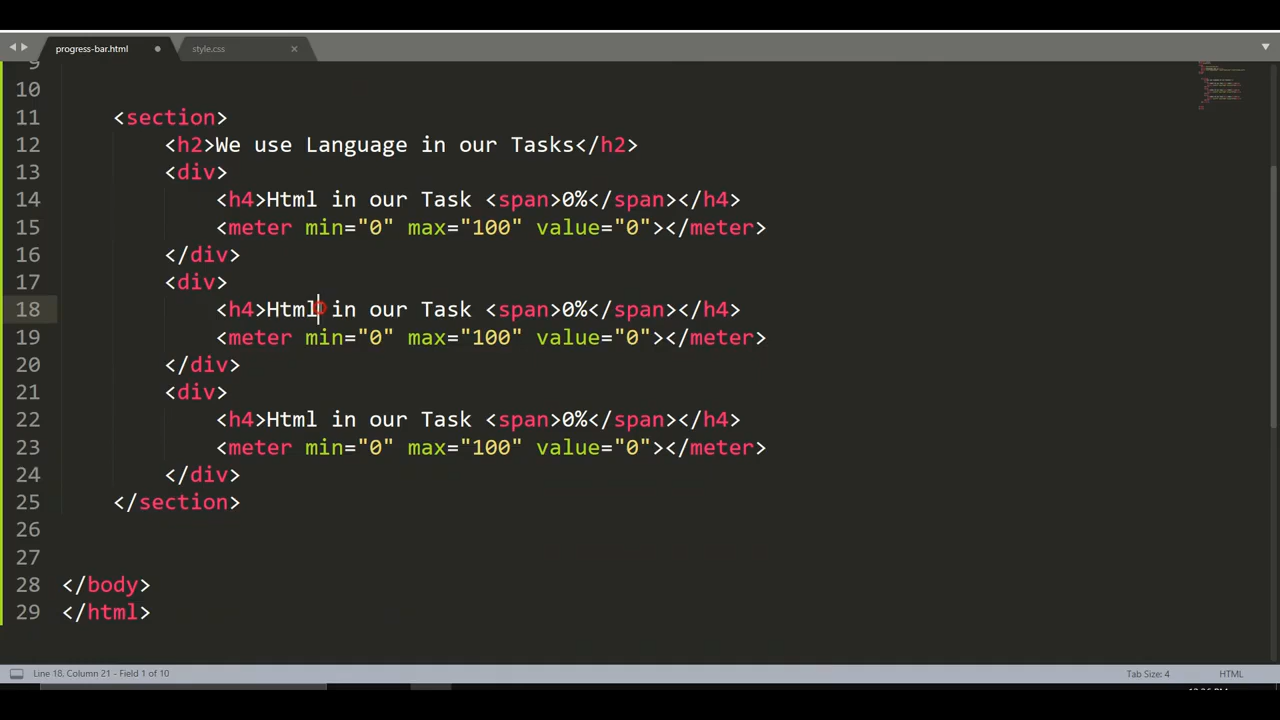 progress-bar.html
style.css
9
10
11 <section>
12 <h2>We use Language in our Tasks</h2>
13 <div>
14 <h4>Html in our Task <span>0%</span></h4>
15 <meter min="0" max="100" value="0"></meter>
16 </div>
17 <div>
18 <h4>Html in our Task <span>0%</span></h4>
19 <meter min="0" max="100" value="0"></meter>
20 </div>
21 <div>
22 <h4>Html in our Task <span>0%</span></h4>
23 <meter min="0" max="100" value="0"></meter>
24 </div>
25 </section>
26
27
28 </body>
29 </html>
Line 18, Column 21 - Field 1 of 10
Tab Size: 4
HTML